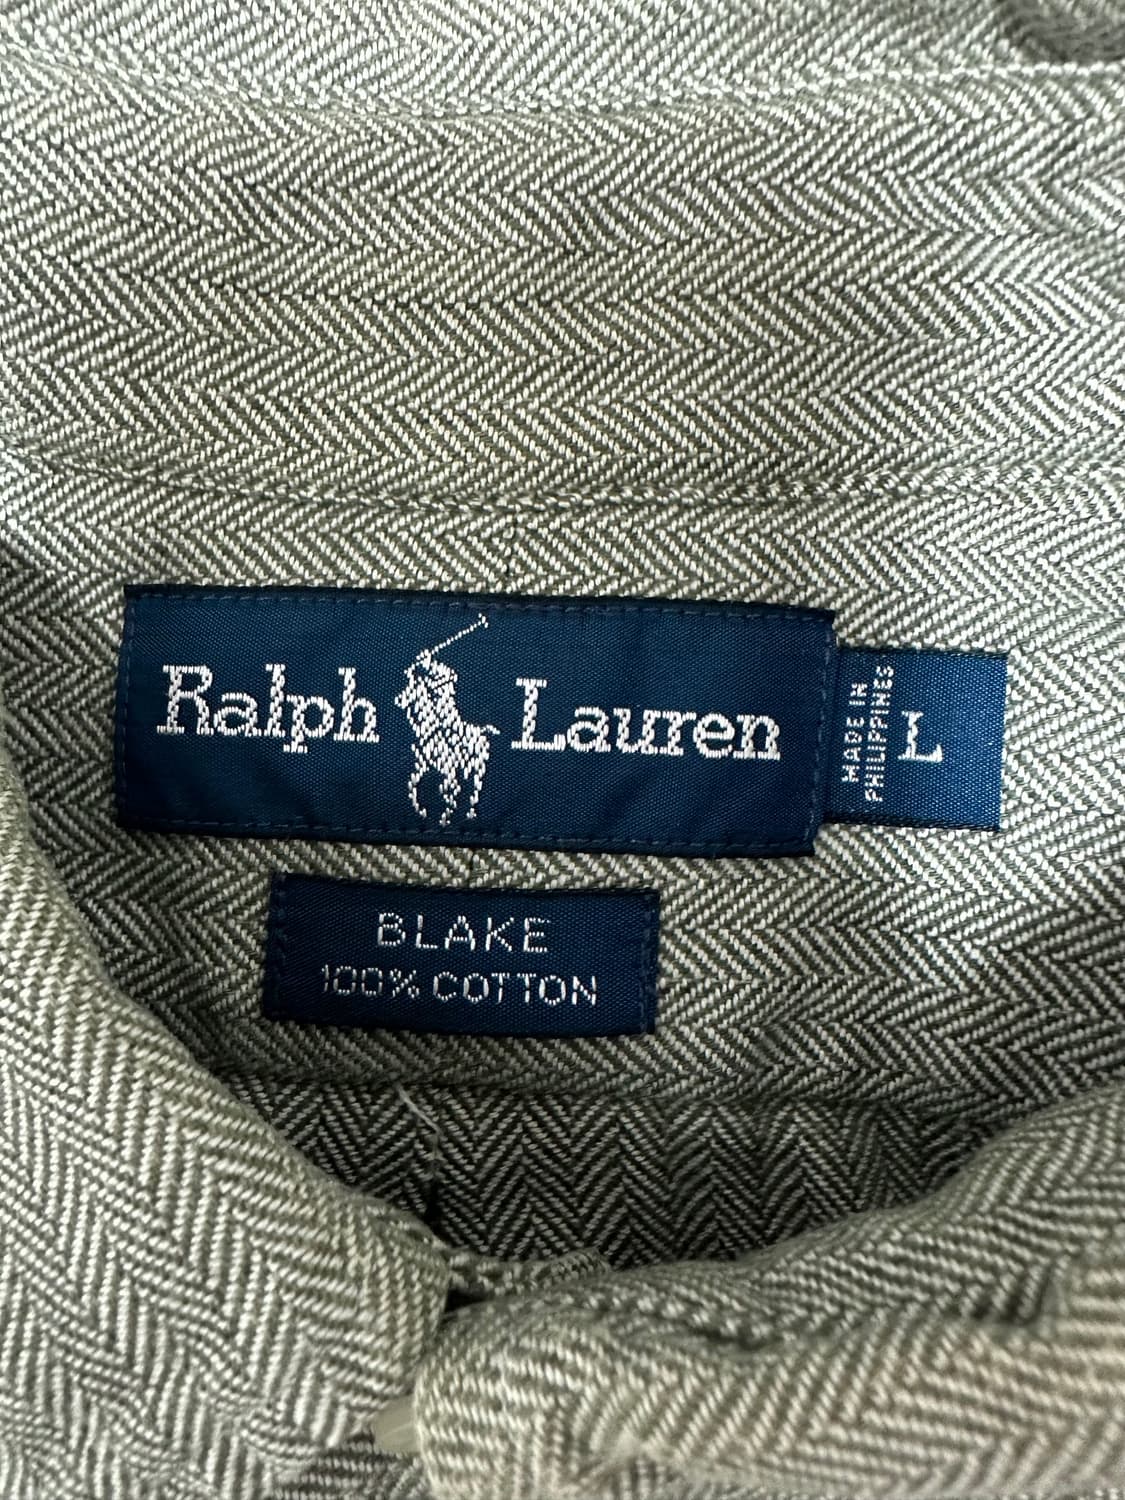 Ralph Lauren
MADE IN
PHILIPPINES
L
BLAKE
100% COTTON